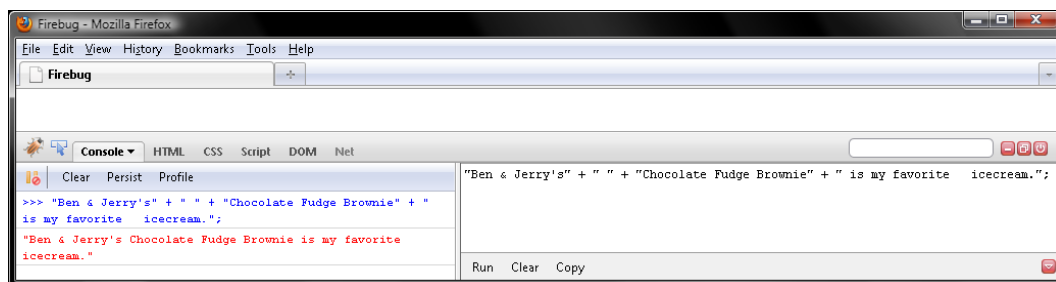 Firebug - Mozilla Firefox
File Edit View History Bookmarks Tools Help
Firebug
Console HTML CSS Script DOM Net
Clear Persist Profile
>>> "Ben & Jerry's" + " " + "Chocolate Fudge Brownie" + "
is my favorite   icecream.";
"Ben & Jerry's Chocolate Fudge Brownie is my favorite
icecream."
"Ben & Jerry's" + " " + "Chocolate Fudge Brownie" + " is my favorite   icecream.";
Run Clear Copy